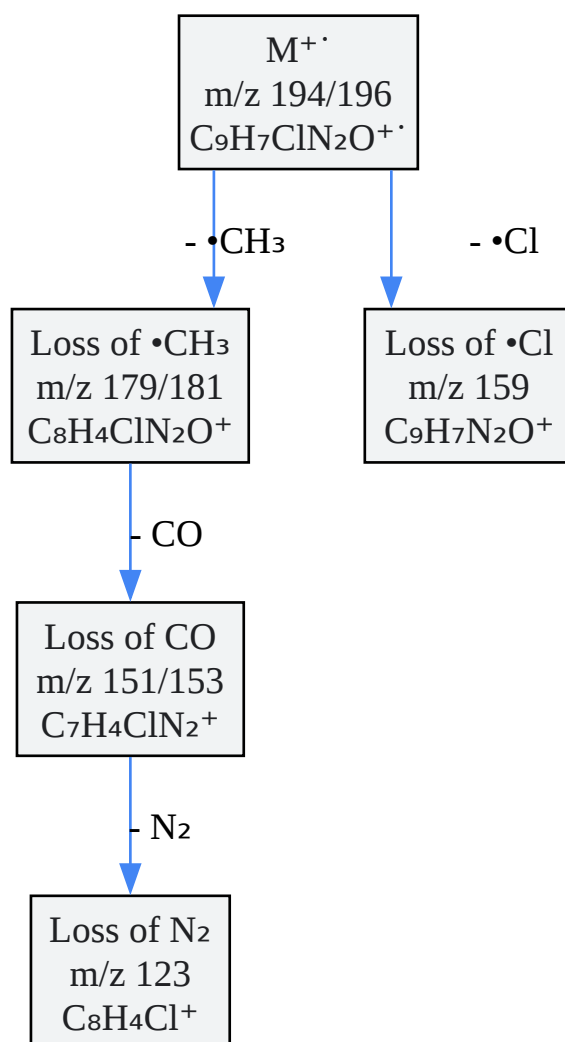 M⁺˙
m/z 194/196
C₉H₇ClN₂O⁺˙
- •CH₃
- •Cl
Loss of •CH₃
m/z 179/181
C₈H₄ClN₂O⁺
Loss of •Cl
m/z 159
C₉H₇N₂O⁺
- CO
Loss of CO
m/z 151/153
C₇H₄ClN₂⁺
- N₂
Loss of N₂
m/z 123
C₈H₄Cl⁺